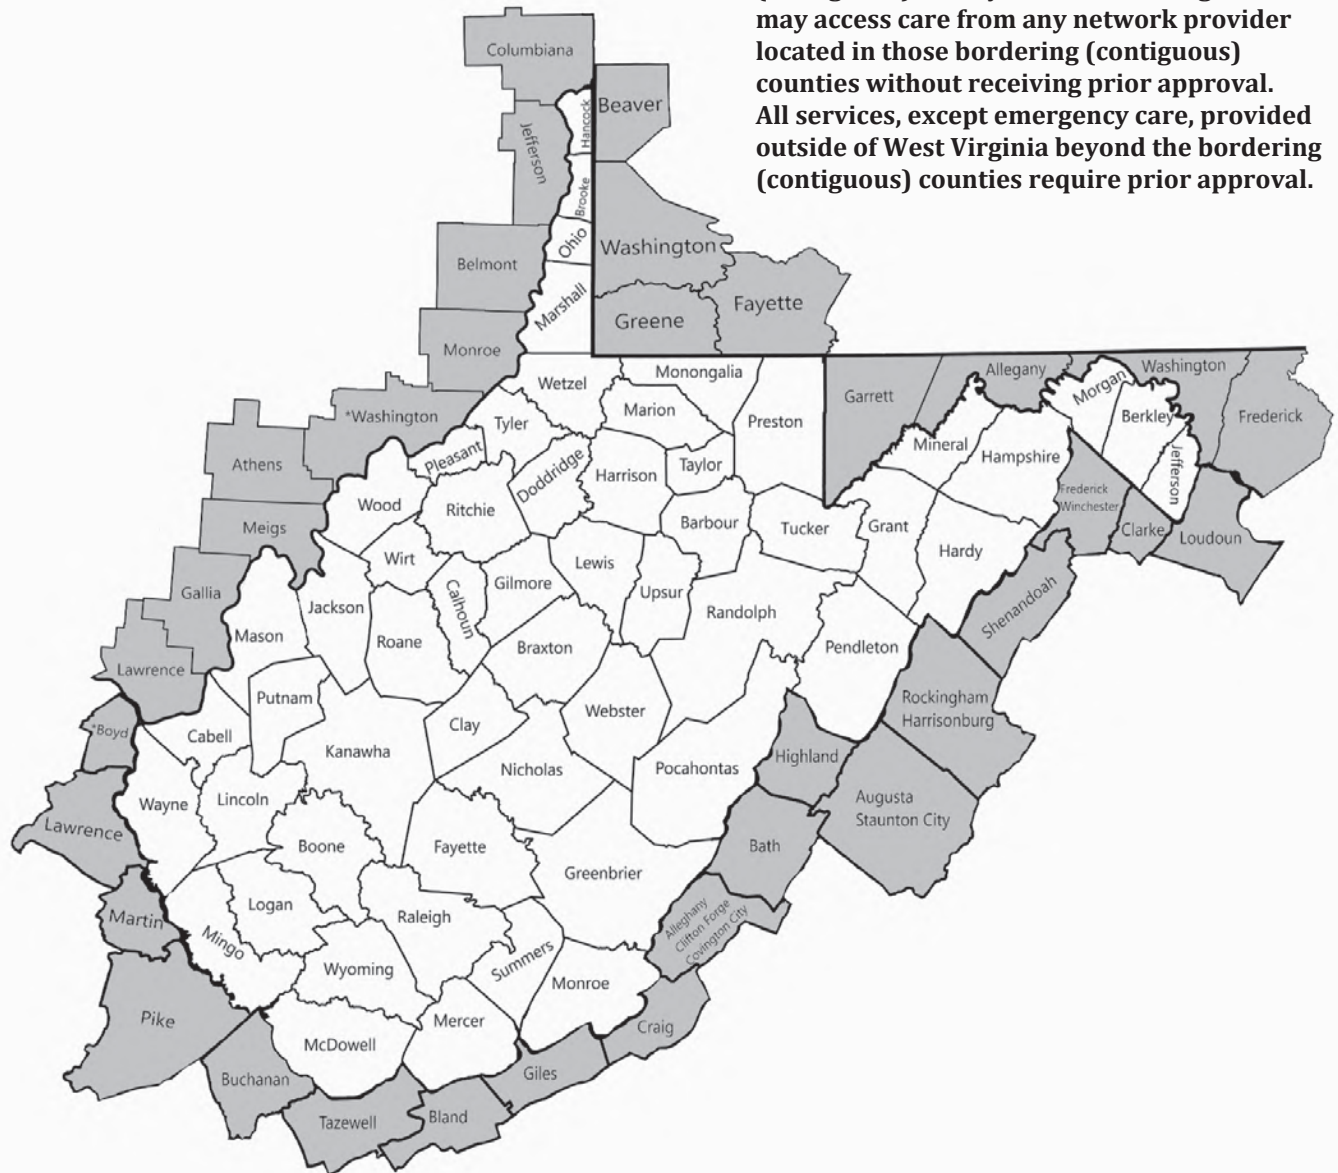 may access care from any network provider
located in those bordering (contiguous)
counties without receiving prior approval.
All services, except emergency care, provided
outside of West Virginia beyond the bordering
(contiguous) counties require prior approval.
Columbiana
Beaver
Hancock
Jefferson
Brooke
Ohio
Washington
Belmont
Marshall
Fayette
Greene
Monroe
Wetzel
Monongalia
Garrett
Allegany
Washington
Morgan
*Washington
Marion
Preston
Berkley
Frederick
Tyler
Mineral
Pleasant
Hampshire
Athens
Doddridge
Harrison
Taylor
Jefferson
Wood
Ritchie
Frederick
Winchester
Meigs
Barbour
Tucker
Grant
Clarke
Loudoun
Wirt
Hardy
Lewis
Gilmore
Gallia
Calhoun
Upsur
Jackson
Randolph
Shenandoah
Mason
Roane
Braxton
Pendleton
Lawrence
Putnam
Rockingham
Harrisonburg
Webster
Clay
*Boyd
Cabell
Kanawha
Highland
Nicholas
Pocahontas
Wayne
Lincoln
Augusta
Staunton City
Lawrence
Boone
Fayette
Bath
Greenbrier
Logan
Raleigh
Martin
Alleghany
Clifton Forge
Covington City
Mingo
Summers
Wyoming
Monroe
Pike
Mercer
Craig
McDowell
Giles
Buchanan
Tazewell
Bland